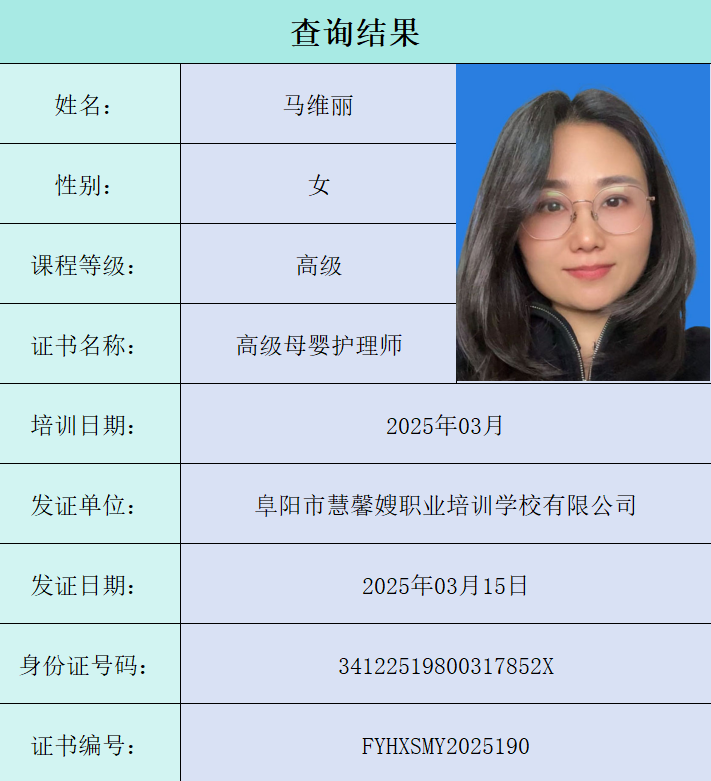 查询结果
姓名： 马维丽
性别： 女
课程等级： 高级
证书名称： 高级母婴护理师
培训日期： 2025年03月
发证单位： 阜阳市慧馨嫂职业培训学校有限公司
发证日期： 2025年03月15日
身份证号码： 34122519800317852X
证书编号： FYHXSMY2025190